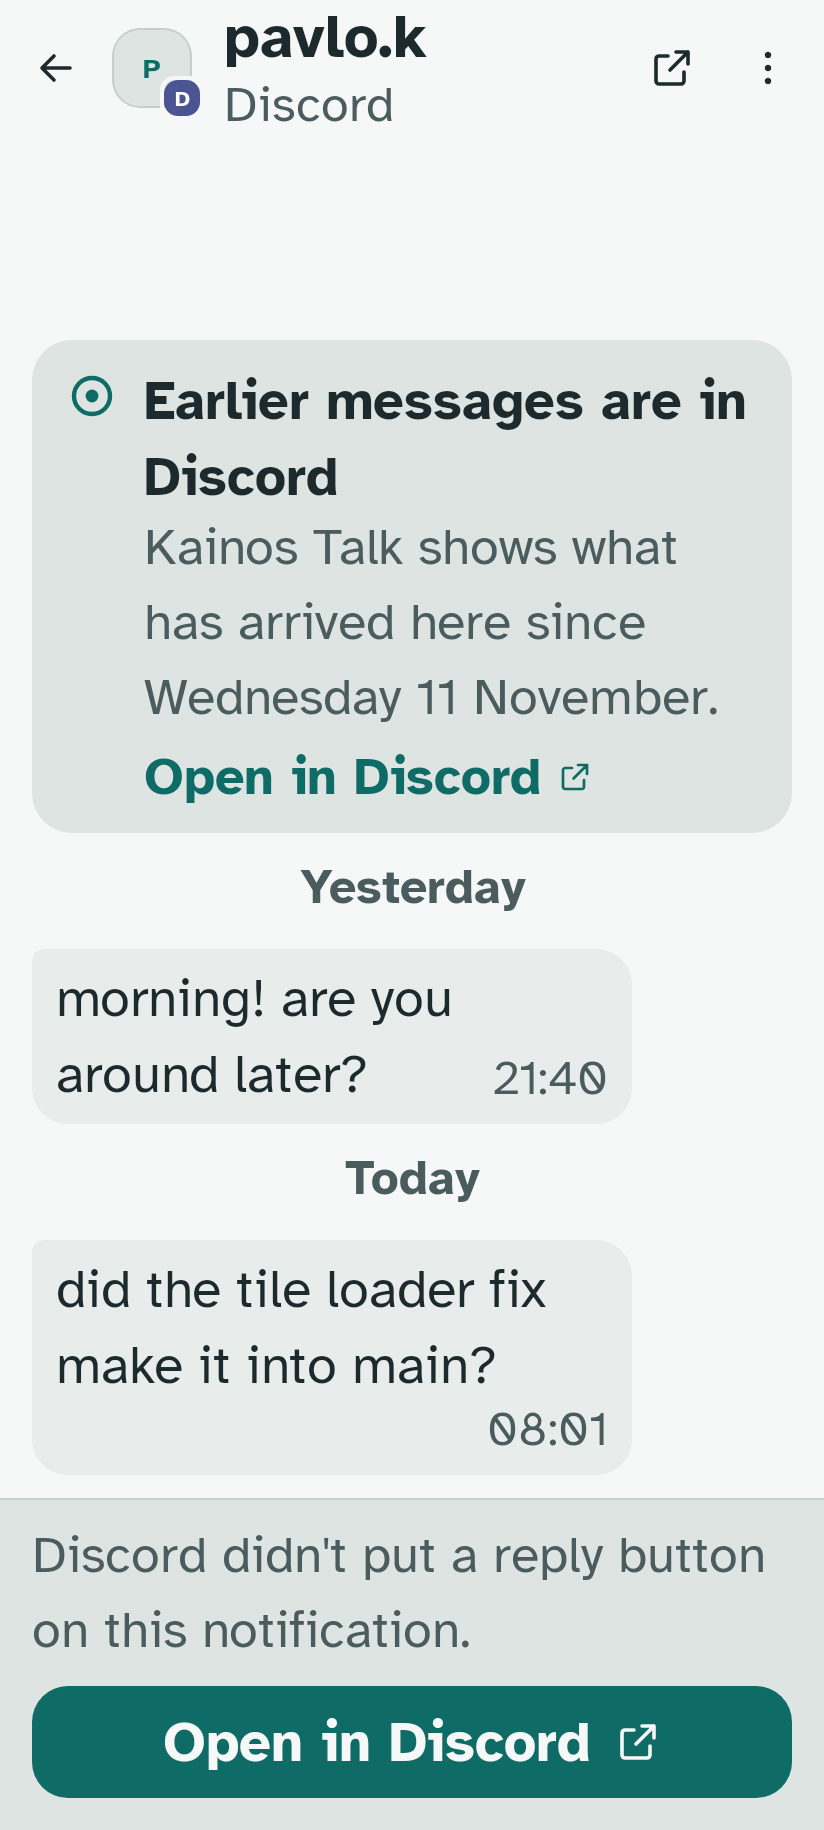 pavlo.k
P
D
Discord
Earlier messages are in
Discord
Kainos Talk shows what
has arrived here since
Wednesday 11 November.
Open in Discord
Yesterday
morning! are you
around later?
21:40
Today
did the tile loader fix
make it into main?
08:01
Discord didn't put a reply button
on this notification.
Open in Discord